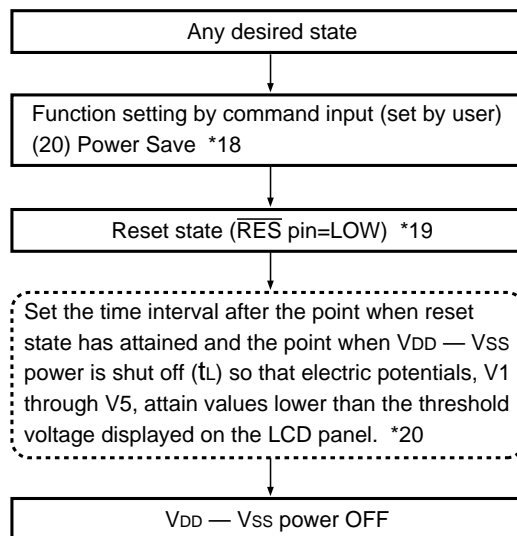 Any desired state
Function setting by command input (set by user)
(20) Power Save *18
Reset state (R̅E̅S̅ pin=LOW) *19
Set the time interval after the point when reset
state has attained and the point when VDD — VSS
power is shut off (tL) so that electric potentials, V1
through V5, attain values lower than the threshold
voltage displayed on the LCD panel. *20
VDD — VSS power OFF